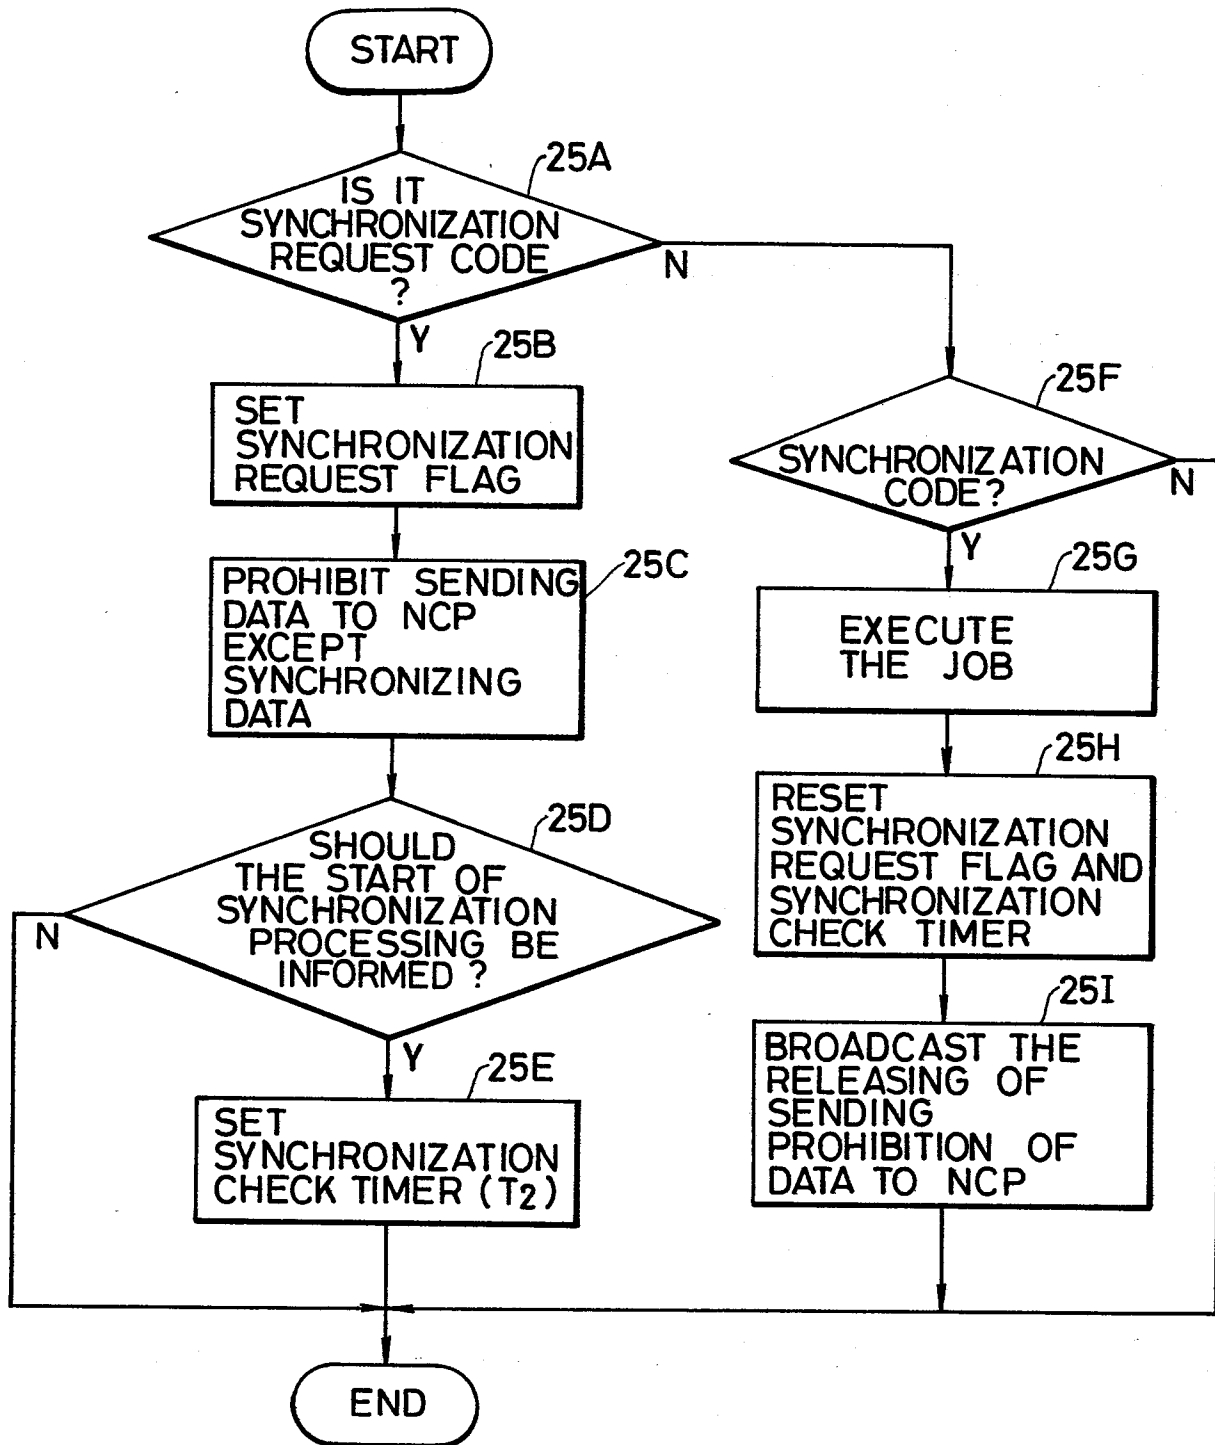 START
25A
IS IT
SYNCHRONIZATION
REQUEST CODE
?
N
Y
25B
SET
SYNCHRONIZATION
REQUEST FLAG
25C
PROHIBIT SENDING
DATA TO NCP
EXCEPT
SYNCHRONIZING
DATA
25D
SHOULD
THE START OF
SYNCHRONIZATION
PROCESSING BE
INFORMED ?
N
Y
25E
SET
SYNCHRONIZATION
CHECK TIMER (T2)
25F
SYNCHRONIZATION
CODE?
N
Y
25G
EXECUTE
THE JOB
25H
RESET
SYNCHRONIZATION
REQUEST FLAG AND
SYNCHRONIZATION
CHECK TIMER
25I
BROADCAST THE
RELEASING OF
SENDING
PROHIBITION OF
DATA TO NCP
END